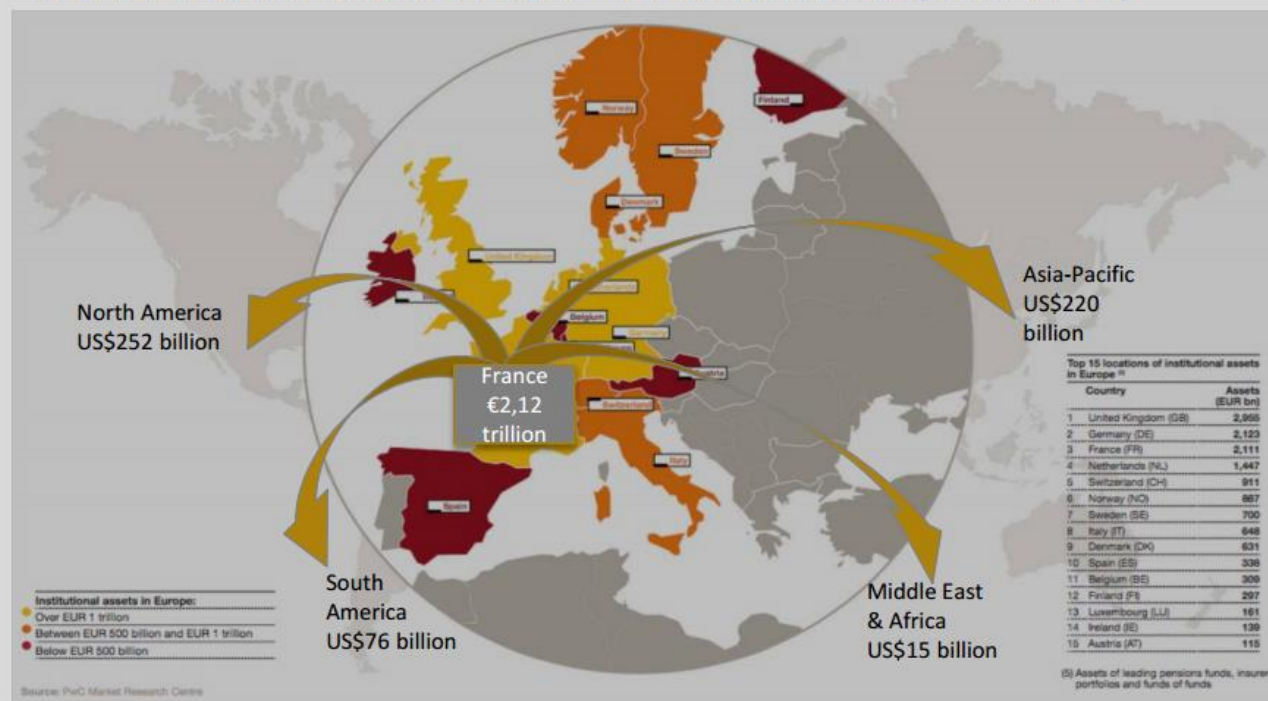 Norway
Finland
Sweden
Denmark
United Kingdom
Belgium
Germany
Austria
Switzerland
Italy
Spain
North America
US$252 billion
Asia-Pacific
US$220
billion
France
€2,12
trillion
South
America
US$76 billion
Middle East
& Africa
US$15 billion
Top 15 locations of institutional assets
in Europe (5)
Country Assets
(EUR bn)
1 United Kingdom (GB) 2,955
2 Germany (DE) 2,123
3 France (FR) 2,111
4 Netherlands (NL) 1,447
5 Switzerland (CH) 911
6 Norway (NO) 887
7 Sweden (SE) 700
8 Italy (IT) 648
9 Denmark (DK) 631
10 Spain (ES) 338
11 Belgium (BE) 309
12 Finland (FI) 297
13 Luxembourg (LU) 161
14 Ireland (IE) 139
15 Austria (AT) 115
(5) Assets of leading pensions funds, insurer
portfolios and funds of funds
Institutional assets in Europe:
Over EUR 1 trillion
Between EUR 500 billion and EUR 1 trillion
Below EUR 500 billion
Source: PwC Market Research Centre